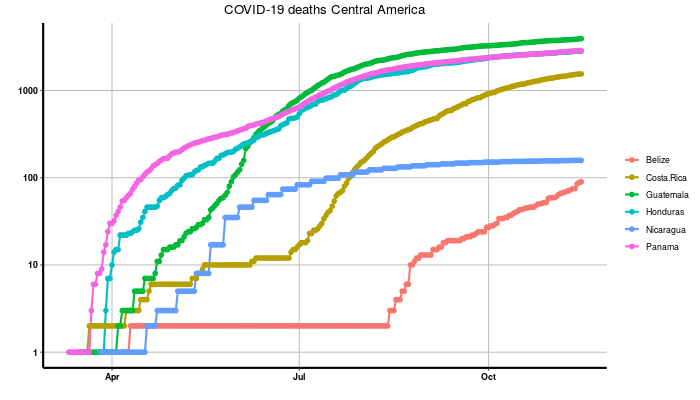 COVID-19 deaths Central America
1000
100
10
1
Apr
Jul
Oct
Belize
Costa.Rica
Guatemala
Honduras
Nicaragua
Panama